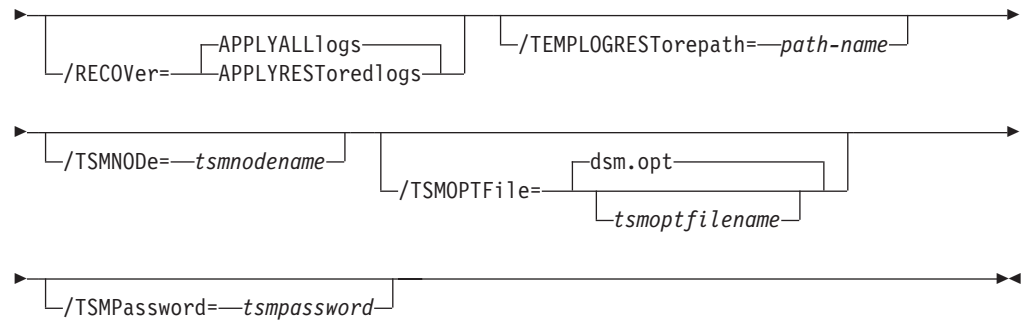 APPLYALLlogs
/RECOVer= APPLYRESToredlogs /TEMPLOGRESTorepath= path-name
/TSMNODe= tsmnodename dsm.opt
/TSMOPTFile= tsmoptfilename
/TSMPassword= tsmpassword